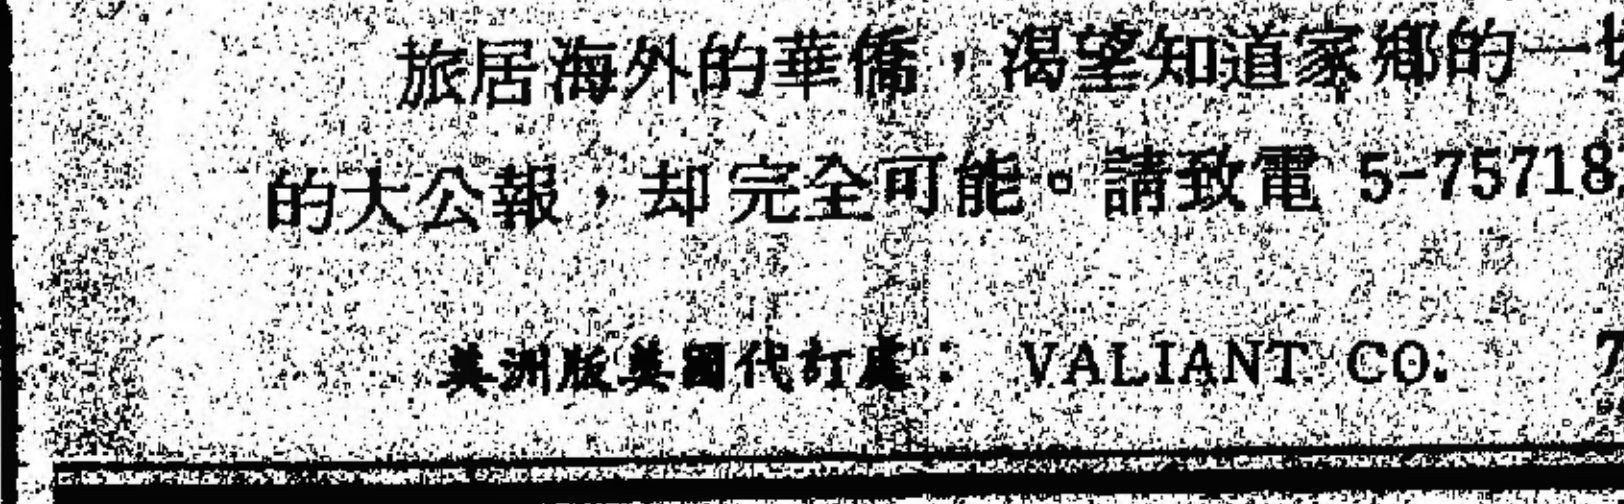 旅居海外的華僑，渴望知道家鄉的一切
的大公報，却完全可能。請致電 5-75718
美洲版美國代訂處： VALIANT CO. 7